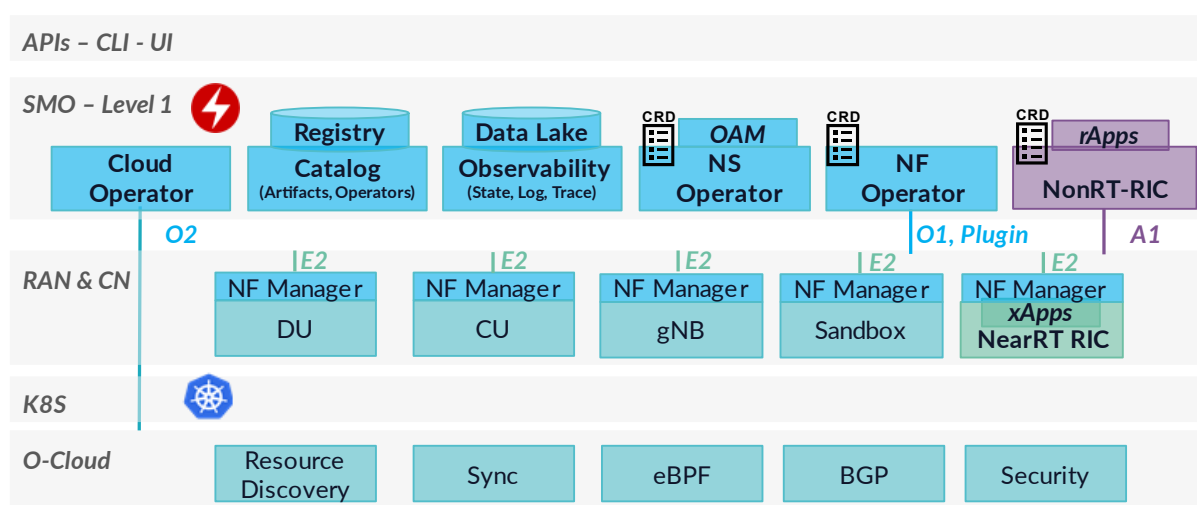 APIs – CLI - UI
SMO – Level 1
Registry
Data Lake
CRD
OAM
CRD
CRD
rApps
Cloud
Operator
Catalog
(Artifacts, Operators)
Observability
(State, Log, Trace)
NS
Operator
NF
Operator
NonRT-RIC
O2
O1, Plugin
A1
RAN & CN
E2
E2
E2
E2
E2
NF Manager
NF Manager
NF Manager
NF Manager
NF Manager
DU
CU
gNB
Sandbox
xApps
NearRT RIC
K8S
O-Cloud
Resource
Discovery
Sync
eBPF
BGP
Security